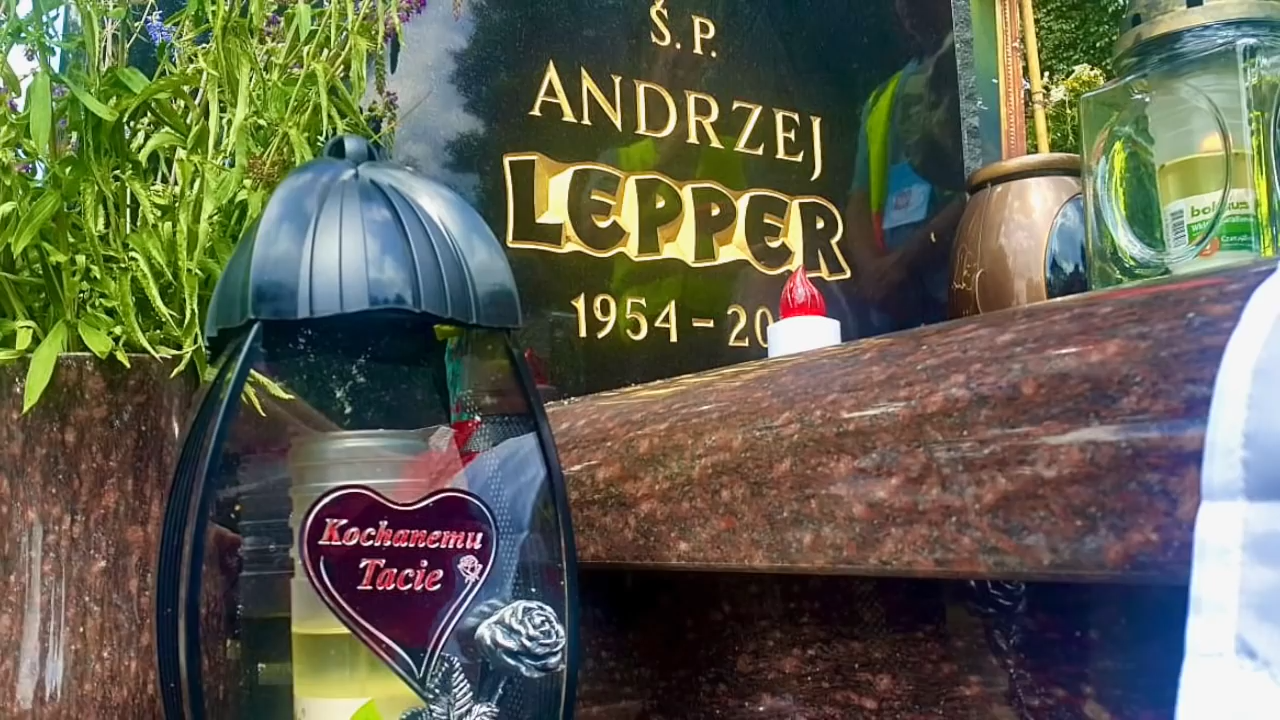 Ś. P.
ANDRZEJ
LEPPER
1954 - 20
Kochanemu
Tacie